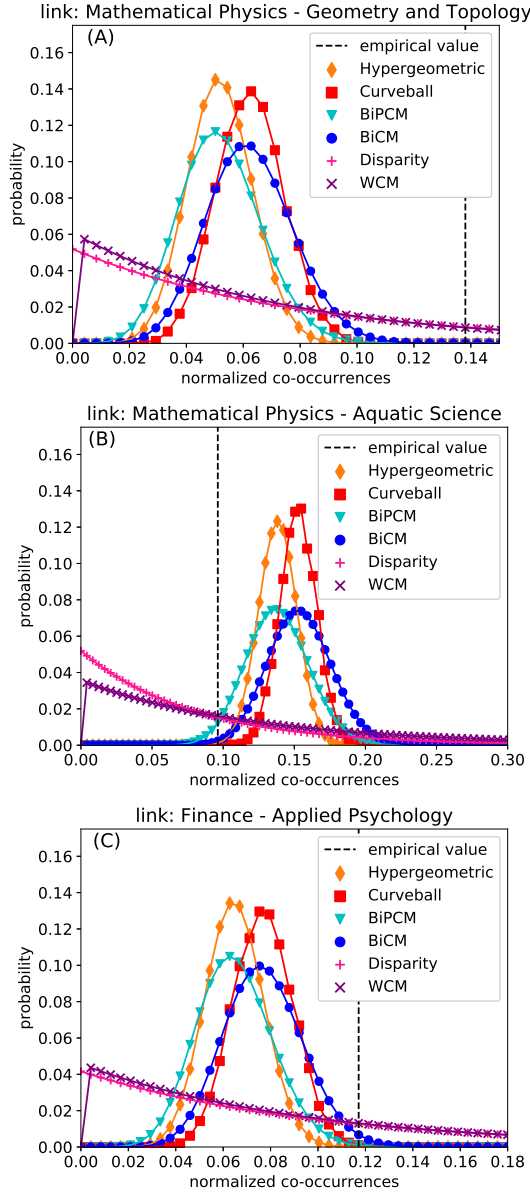 link: Mathematical Physics - Geometry and Topology
(A)
empirical value
Hypergeometric
Curveball
BiPCM
BiCM
Disparity
WCM
probability
0.16
0.14
0.12
0.10
0.08
0.06
0.04
0.02
0.00
0.00 0.02 0.04 0.06 0.08 0.10 0.12 0.14
normalized co-occurrences
link: Mathematical Physics - Aquatic Science
(B)
empirical value
Hypergeometric
Curveball
BiPCM
BiCM
Disparity
WCM
probability
0.16
0.14
0.12
0.10
0.08
0.06
0.04
0.02
0.00
0.00 0.05 0.10 0.15 0.20 0.25 0.30
normalized co-occurrences
link: Finance - Applied Psychology
(C)
empirical value
Hypergeometric
Curveball
BiPCM
BiCM
Disparity
WCM
probability
0.16
0.14
0.12
0.10
0.08
0.06
0.04
0.02
0.00
0.00 0.02 0.04 0.06 0.08 0.10 0.12 0.14 0.16 0.18
normalized co-occurrences